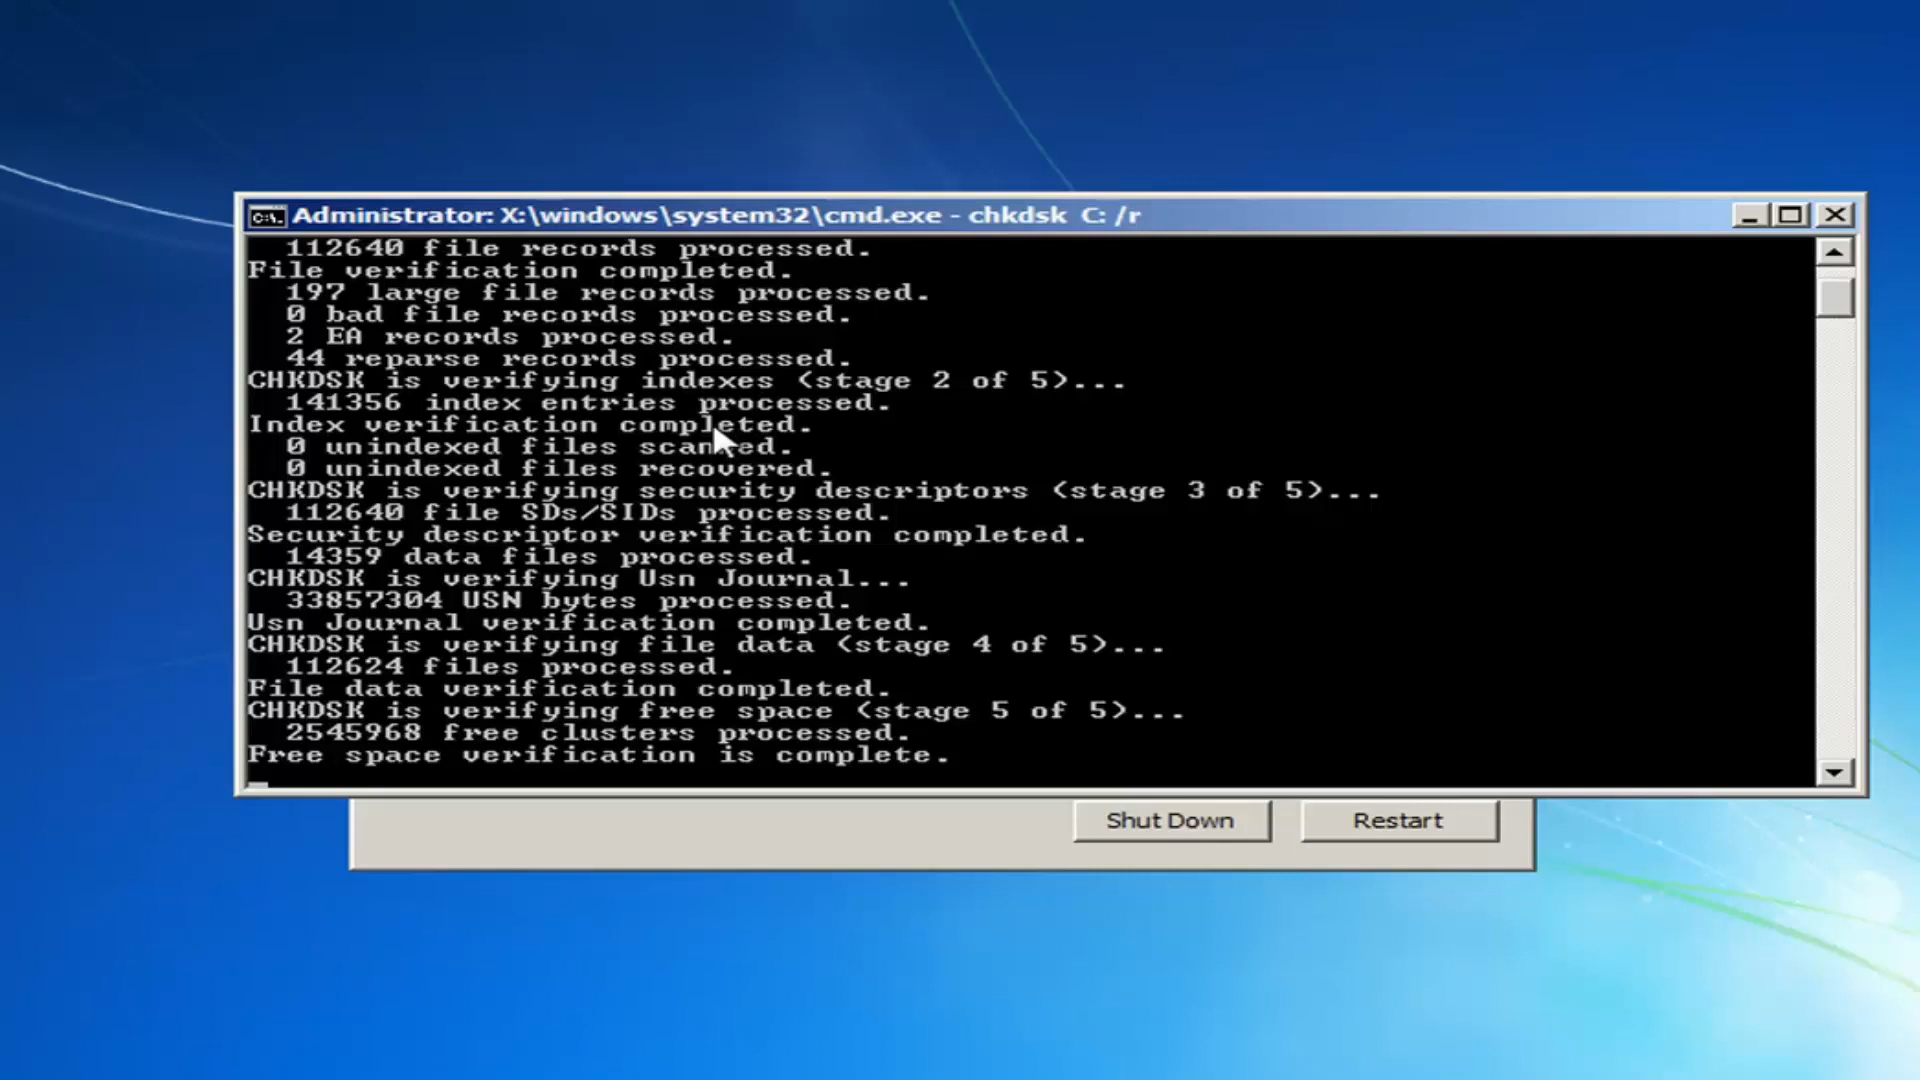 Administrator: X:\windows\system32\cmd.exe - chkdsk C: /r
112640 file records processed.
File verification completed.
197 large file records processed.
0 bad file records processed.
2 EA records processed.
44 reparse records processed.
CHKDSK is verifying indexes (stage 2 of 5)...
141356 index entries processed.
Index verification completed.
0 unindexed files scanned.
0 unindexed files recovered.
CHKDSK is verifying security descriptors (stage 3 of 5)...
112640 file SDs/SIDs processed.
Security descriptor verification completed.
14359 data files processed.
CHKDSK is verifying Usn Journal...
33857304 USN bytes processed.
Usn Journal verification completed.
CHKDSK is verifying file data (stage 4 of 5)...
112624 files processed.
File data verification completed.
CHKDSK is verifying free space (stage 5 of 5)...
2545968 free clusters processed.
Free space verification is complete.
Shut Down Restart